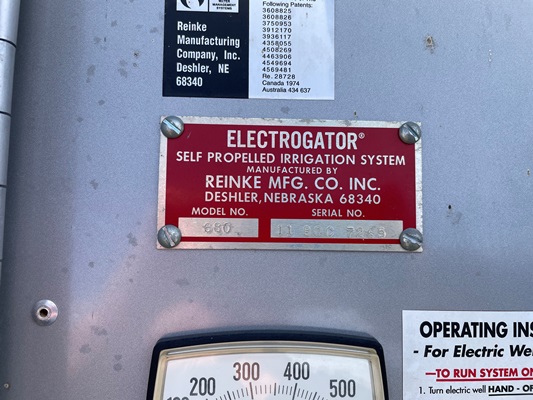 MANAGEMENT
SYSTEMS
Reinke
Manufacturing
Company, Inc.
Deshler, NE
68340
Following Patents:
3608825
3608826
3750953
3912170
3936117
4358055
4508269
4463906
4549694
4569481
Re. 28728
Canada 1974
Australia 434 637
ELECTROGATOR®
SELF PROPELLED IRRIGATION SYSTEM
MANUFACTURED BY
REINKE MFG. CO. INC.
DESHLER, NEBRASKA 68340
MODEL NO. SERIAL NO.
OPERATING INS
- For Electric We
—TO RUN SYSTEM ON
1. Turn electric well HAND - OF
200 300 400 500